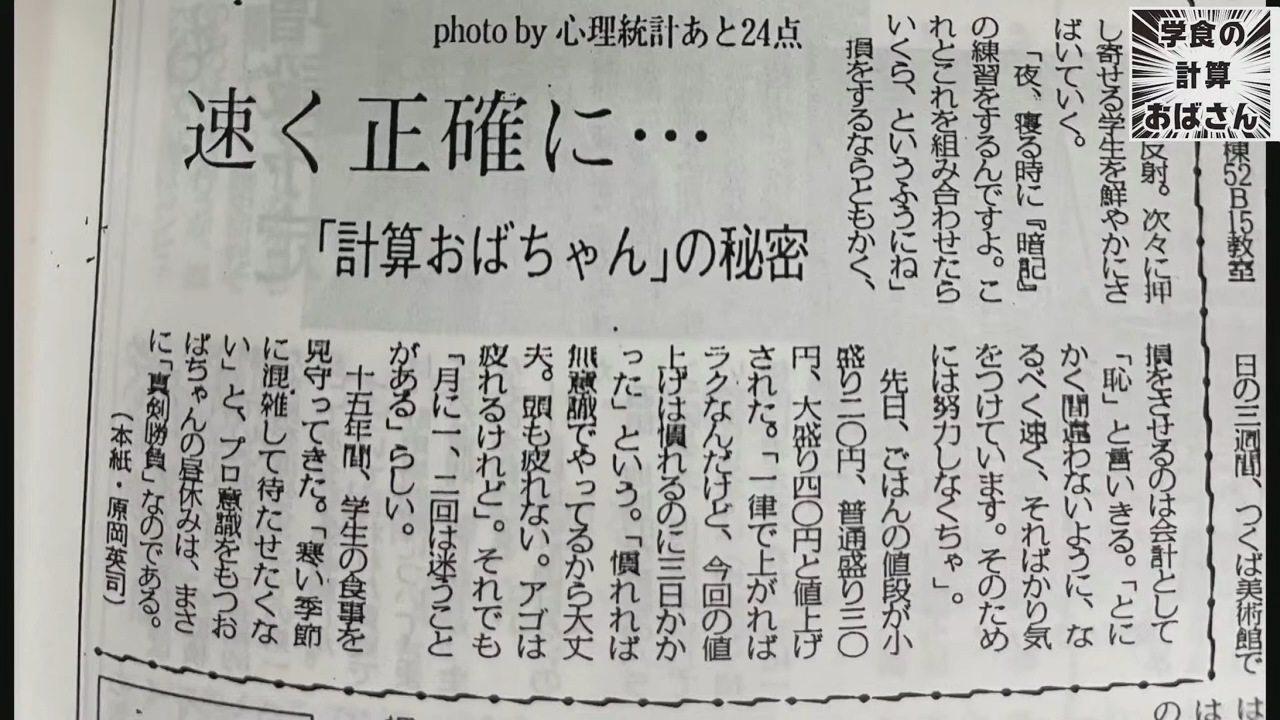 photo by 心理統計あと24点
学食の
計算
おばさん
速く正確に…
「計算おばちゃん」の秘密
反射。次々に押
し寄せる学生を鮮やかにさ
ばいていく。
「夜、寝る時に『暗記』
の練習をするんですよ。こ
れとこれを組み合わせたら
いくら、というふうにね」
損をするならともかく、
損をさせるのは会計として
「恥」と言いきる。「とに
かく間違わないように、な
るべく速く、そればかり気
をつけています。そのため
には努力しなくちゃ」。
先日、ごはんの値段が小
盛り二〇円、普通盛り三〇
円、大盛り四〇円と値上げ
された。「一律で上がれば
ラクなんだけど、今回の値
上げは慣れるのに三日かか
った」という。「慣れれば
無意識でやってるから大丈
夫。頭も疲れない。アゴは
疲れるけれど」。それでも
「月に一、二回は迷うこと
がある」らしい。
十五年間、学生の食事を
見守ってきた。「寒い季節
に混雑して待たせたくな
い」と、プロ意識をもつお
ばちゃんの昼休みは、まさ
に「真剣勝負」なのである。
（本紙・原岡英司）
棟52B15教室
日の三週間、つくば美術館で